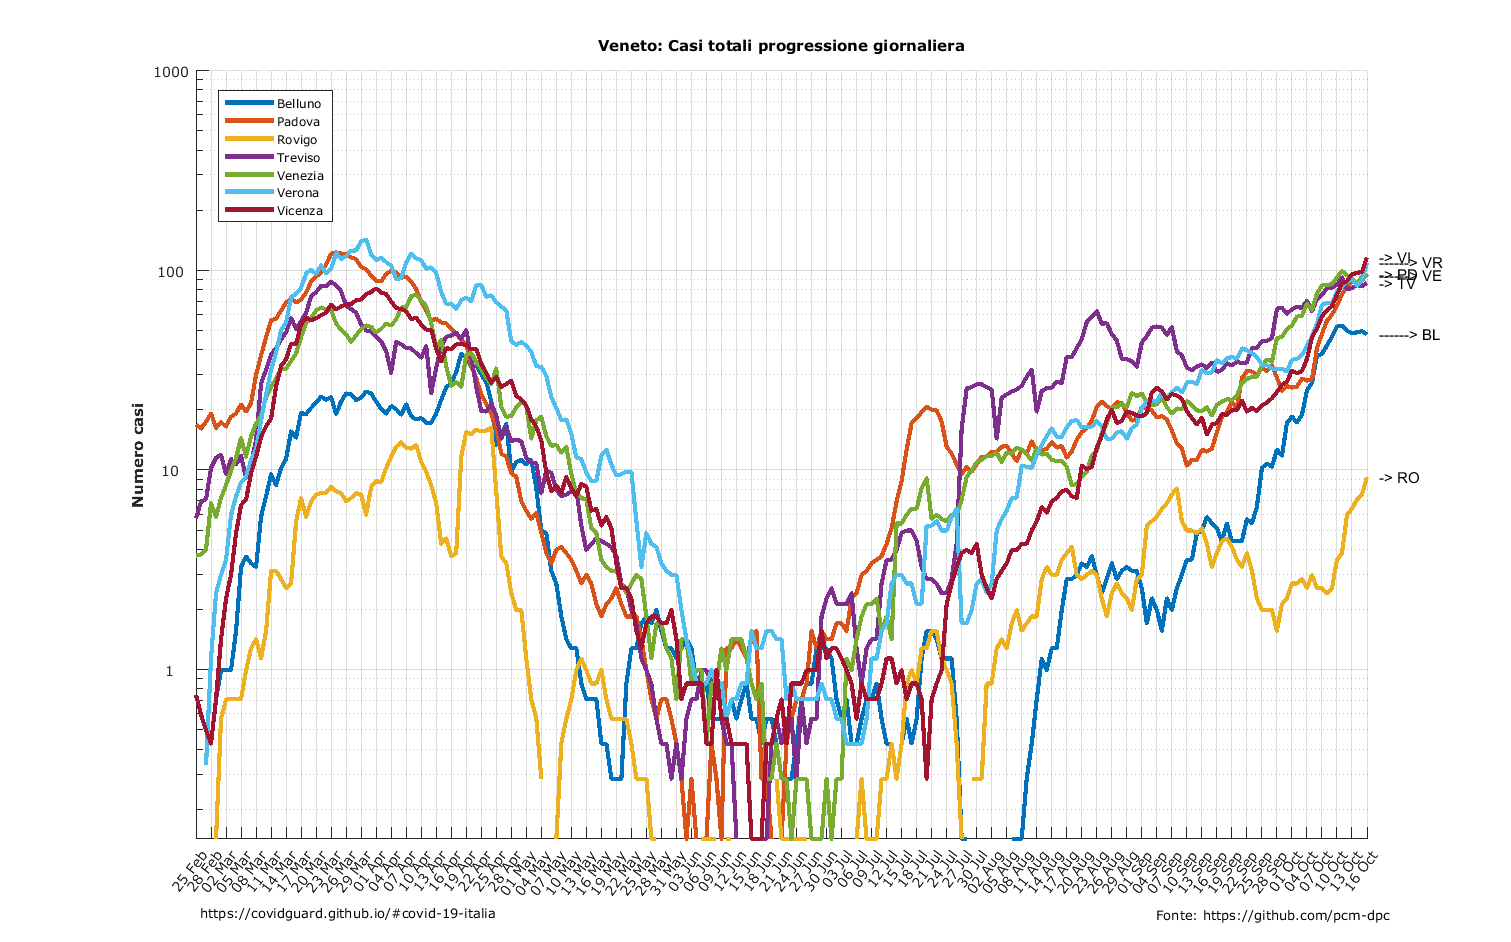 Veneto: Casi totali progressione giornaliera
1000
100
10
1
Numero casi
Belluno
Padova
Rovigo
Treviso
Venezia
Verona
Vicenza
-> VI
------> VR
-> PD
VE
-> TV
------> BL
-> RO
25 Feb
28 Feb
02 Mar
05 Mar
08 Mar
11 Mar
14 Mar
17 Mar
20 Mar
23 Mar
26 Mar
29 Mar
01 Apr
04 Apr
07 Apr
10 Apr
13 Apr
16 Apr
19 Apr
22 Apr
25 Apr
28 Apr
01 May
04 May
07 May
10 May
13 May
16 May
19 May
22 May
25 May
28 May
31 May
03 Jun
06 Jun
09 Jun
12 Jun
15 Jun
18 Jun
21 Jun
24 Jun
27 Jun
30 Jun
03 Jul
06 Jul
09 Jul
12 Jul
15 Jul
18 Jul
21 Jul
24 Jul
27 Jul
30 Jul
02 Aug
05 Aug
08 Aug
11 Aug
14 Aug
17 Aug
20 Aug
23 Aug
26 Aug
29 Aug
01 Sep
04 Sep
07 Sep
10 Sep
13 Sep
16 Sep
19 Sep
22 Sep
25 Sep
28 Sep
01 Oct
04 Oct
07 Oct
10 Oct
13 Oct
16 Oct
https://covidguard.github.io/#covid-19-italia
Fonte: https://github.com/pcm-dpc